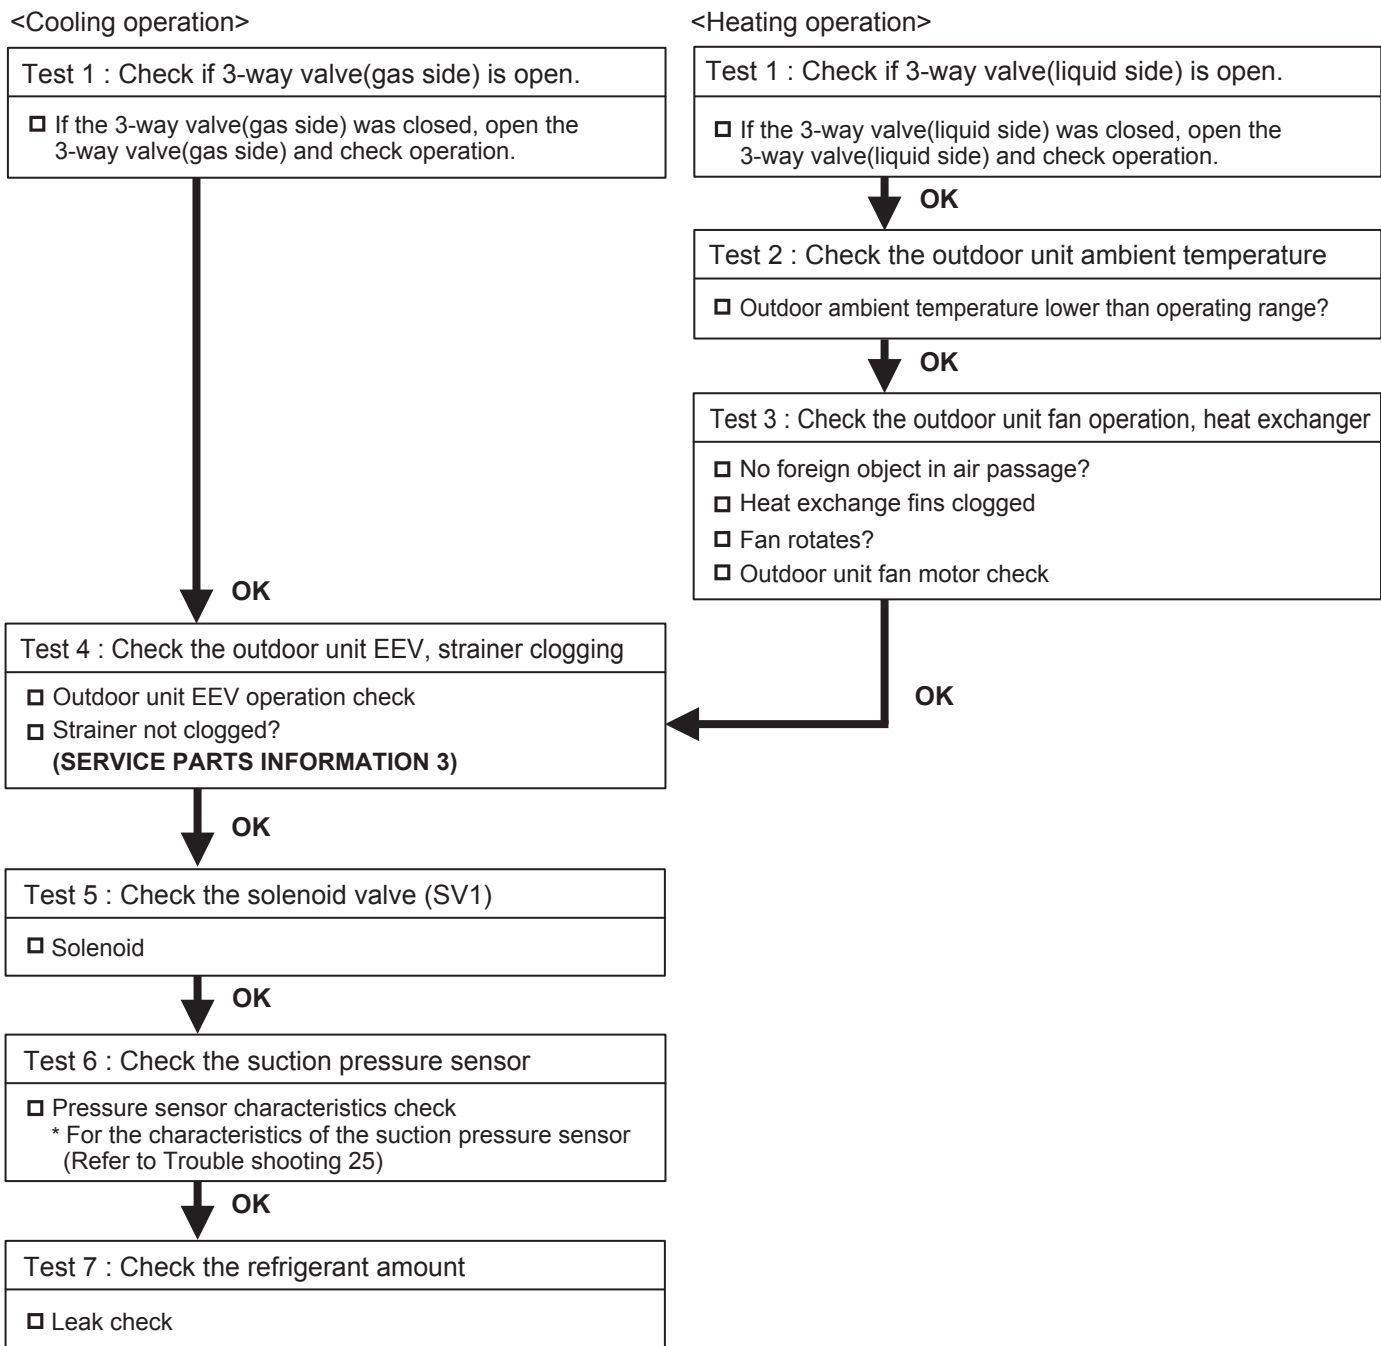 <Cooling operation>
Test 1 : Check if 3-way valve(gas side) is open.
If the 3-way valve(gas side) was closed, open the
3-way valve(gas side) and check operation.
OK
<Heating operation>
Test 1 : Check if 3-way valve(liquid side) is open.
If the 3-way valve(liquid side) was closed, open the
3-way valve(liquid side) and check operation.
OK
Test 2 : Check the outdoor unit ambient temperature
Outdoor ambient temperature lower than operating range?
OK
Test 3 : Check the outdoor unit fan operation, heat exchanger
No foreign object in air passage?
Heat exchange fins clogged
Fan rotates?
Outdoor unit fan motor check
OK
Test 4 : Check the outdoor unit EEV, strainer clogging
Outdoor unit EEV operation check
Strainer not clogged?
(SERVICE PARTS INFORMATION 3)
OK
Test 5 : Check the solenoid valve (SV1)
Solenoid
OK
Test 6 : Check the suction pressure sensor
Pressure sensor characteristics check
* For the characteristics of the suction pressure sensor
(Refer to Trouble shooting 25)
OK
Test 7 : Check the refrigerant amount
Leak check